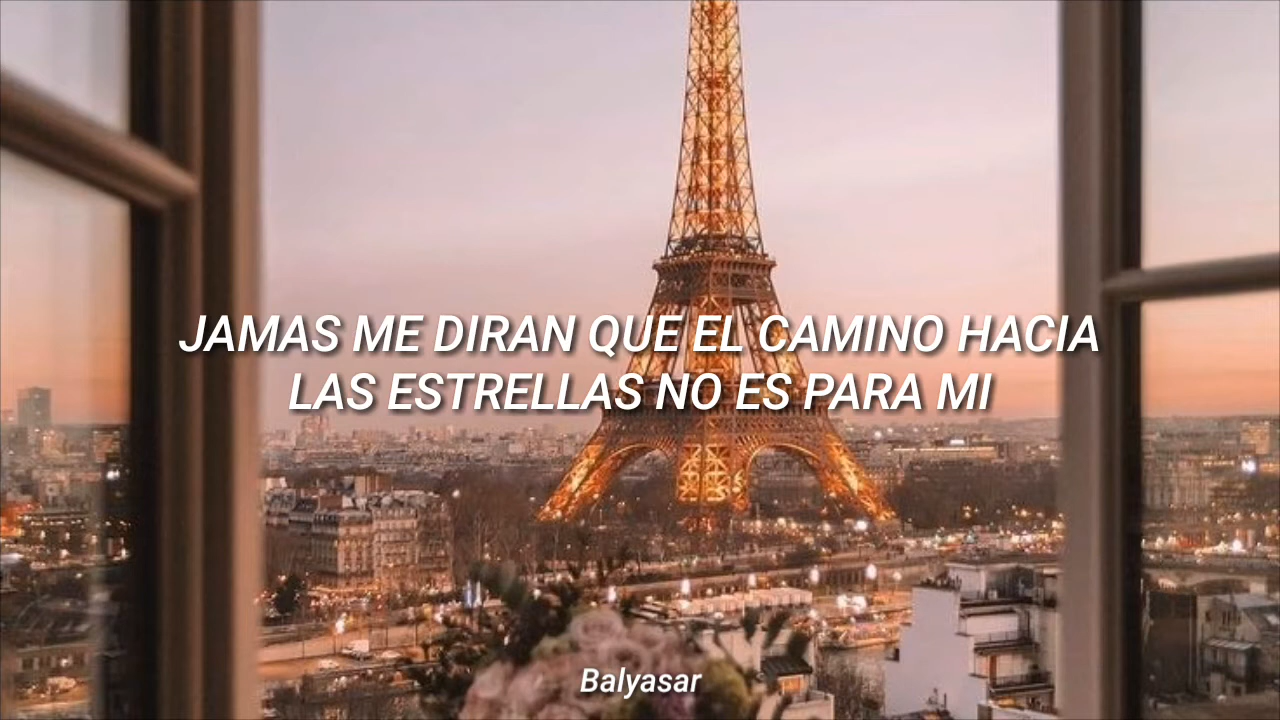 JAMAS ME DIRAN QUE EL CAMINO HACIA
LAS ESTRELLAS NO ES PARA MI
Balyasar